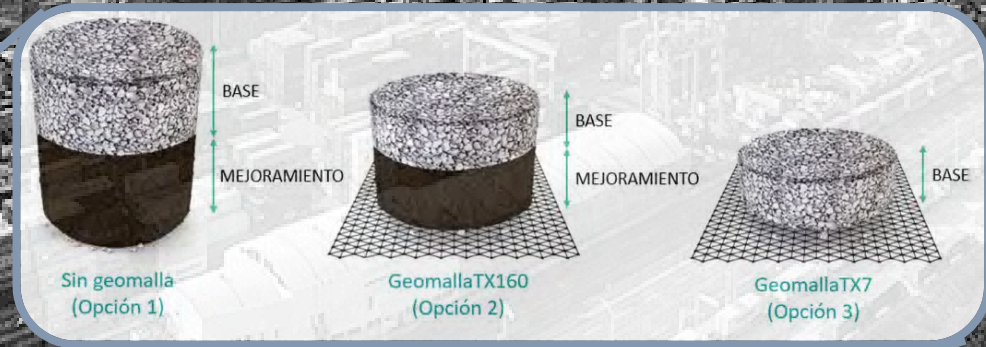 BASE
MEJORAMIENTO
Sin geomalla
(Opción 1)
BASE
MEJORAMIENTO
GeomallaTX160
(Opción 2)
BASE
GeomallaTX7
(Opción 3)